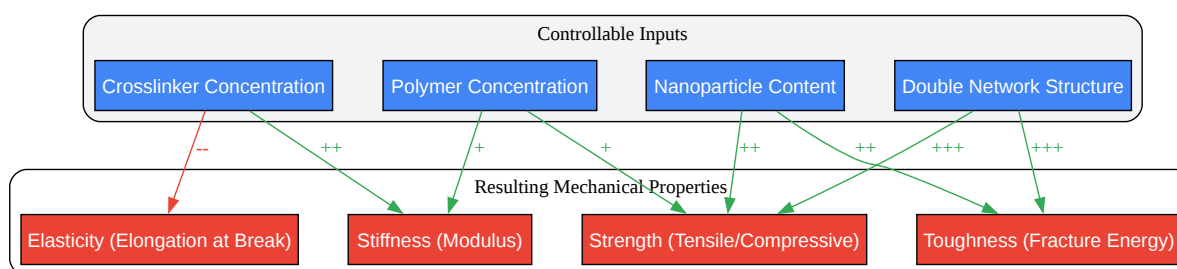 Controllable Inputs
Crosslinker Concentration
Polymer Concentration
Nanoparticle Content
Double Network Structure
--
++
+
+
++
++
+++
+++
Resulting Mechanical Properties
Elasticity (Elongation at Break)
Stiffness (Modulus)
Strength (Tensile/Compressive)
Toughness (Fracture Energy)